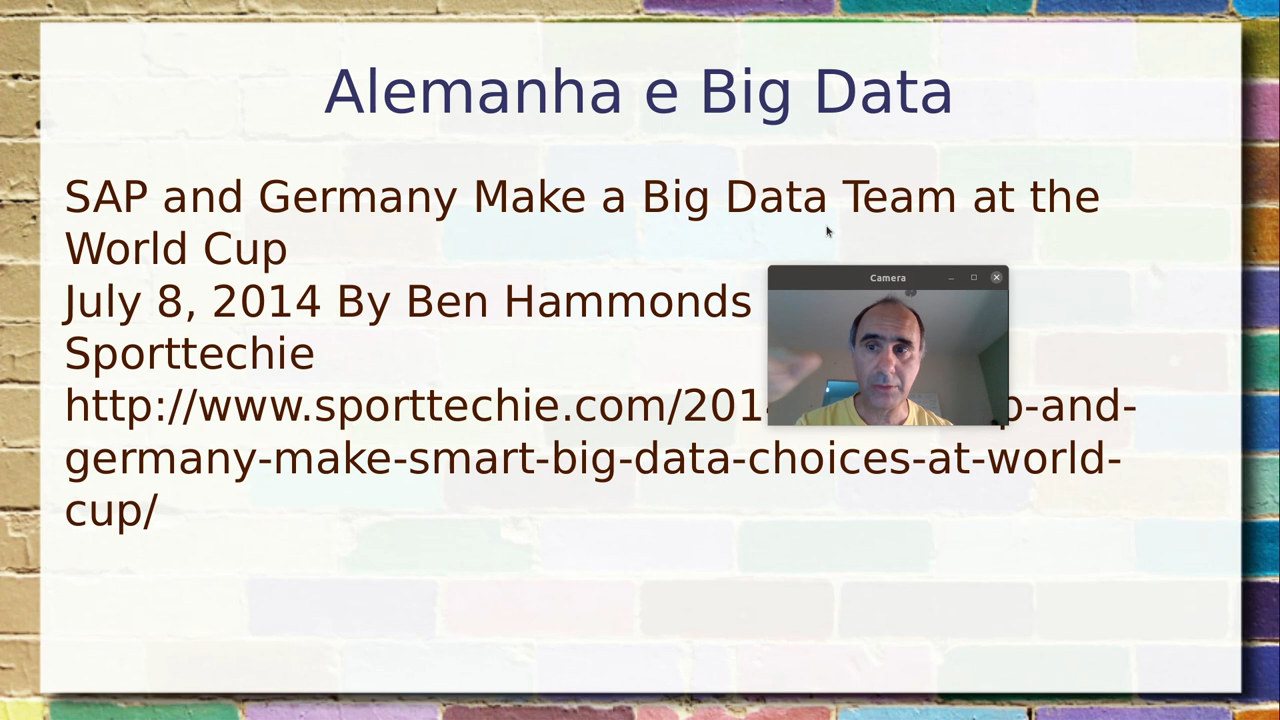 Alemanha e Big Data
SAP and Germany Make a Big Data Team at the
World Cup
July 8, 2014 By Ben Hammonds
Camera
Sporttechie
http://www.sporttechie.com/201 p-and-
germany-make-smart-big-data-choices-at-world-
cup/